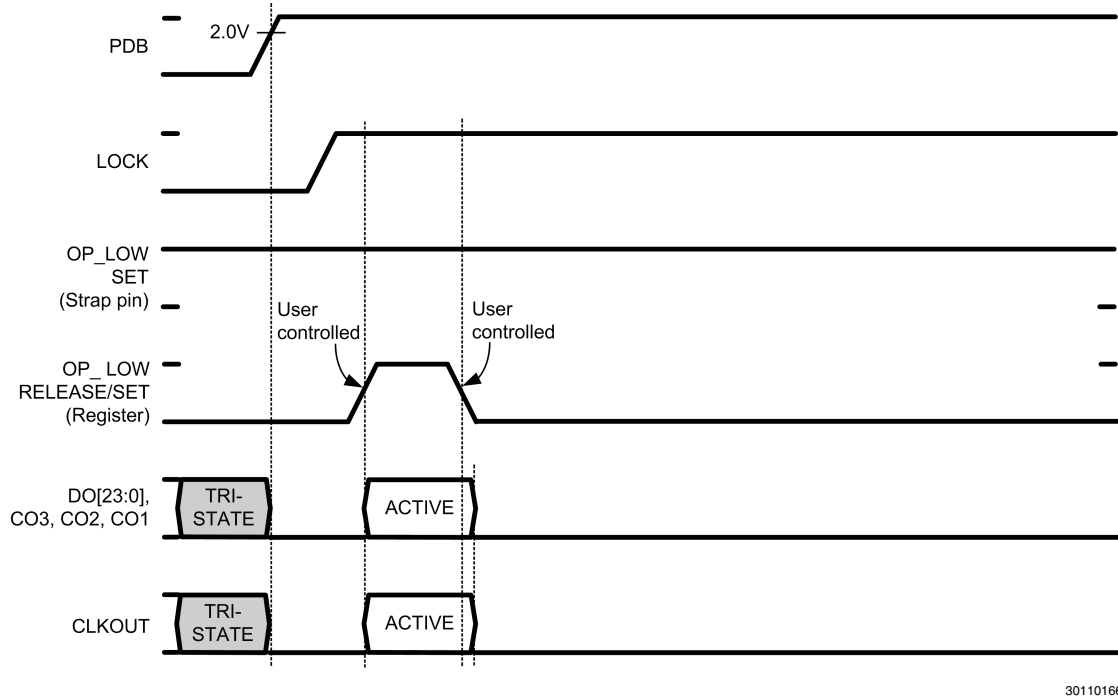 2.0V
PDB
LOCK
OP_LOW
SET
(Strap pin)
User
controlled
User
controlled
OP_ LOW
RELEASE/SET
(Register)
DO[23:0],
CO3, CO2, CO1
TRI-
STATE
ACTIVE
CLKOUT
TRI-
STATE
ACTIVE
30110166